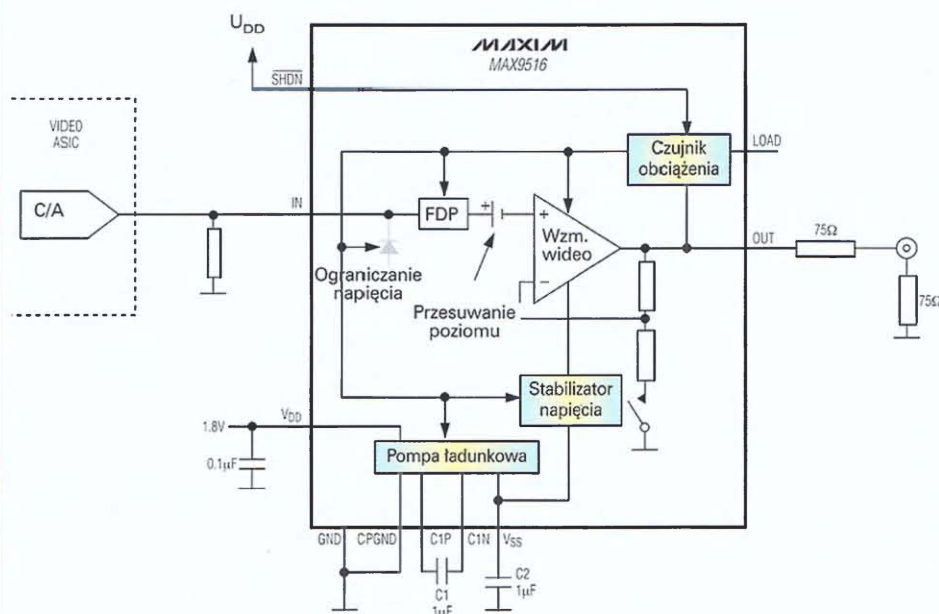 U_DD
MAXIM
MAX9516
SHDN
VIDEO
ASIC
C/A
IN
FDP
+
+
−
Wzm.
wideo
Czujnik
obciążenia
LOAD
OUT
75Ω
75Ω
Ograniczanie
napięcia
Przesuwanie
poziomu
Stabilizator
napięcia
1.8V
V_DD
0.1µF
Pompa ładunkowa
GND
CPGND
C1P
C1N
V_SS
C1
1µF
C2
1µF